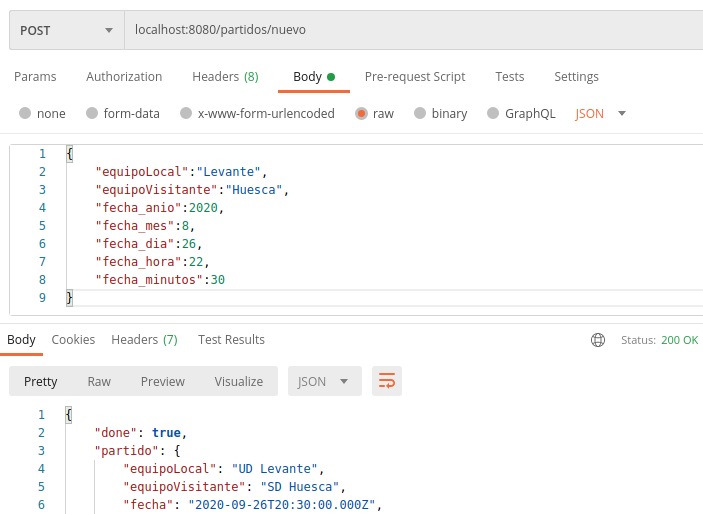 POST localhost:8080/partidos/nuevo
Params Authorization Headers (8) Body Pre-request Script Tests Settings
none form-data x-www-form-urlencoded raw binary GraphQL JSON
1 {
2 "equipoLocal":"Levante",
3 "equipoVisitante":"Huesca",
4 "fecha_anio":2020,
5 "fecha_mes":8,
6 "fecha_dia":26,
7 "fecha_hora":22,
8 "fecha_minutos":30
9 }
Body Cookies Headers (7) Test Results Status: 200 OK
Pretty Raw Preview Visualize JSON
1 {
2 "done": true,
3 "partido": {
4 "equipoLocal": "UD Levante",
5 "equipoVisitante": "SD Huesca",
6 "fecha": "2020-09-26T20:30:00.000Z",